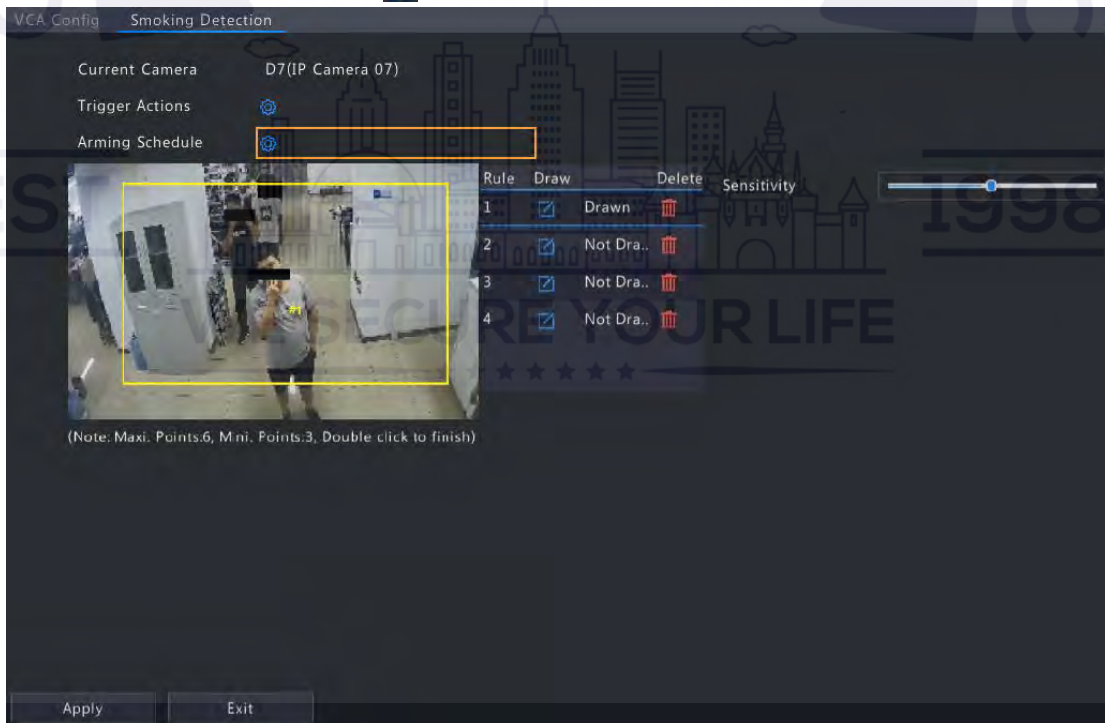 VCA Config Smoking Detection
Current Camera D7(IP Camera 07)
Trigger Actions
Arming Schedule
Rule Draw Delete Sensitivity
1 Drawn
2 Not Dra..
3 Not Dra..
4 Not Dra..
#1
1998
WE SECURE YOUR LIFE
(Note: Maxi. Points:6, Mini. Points:3, Double click to finish)
Apply Exit